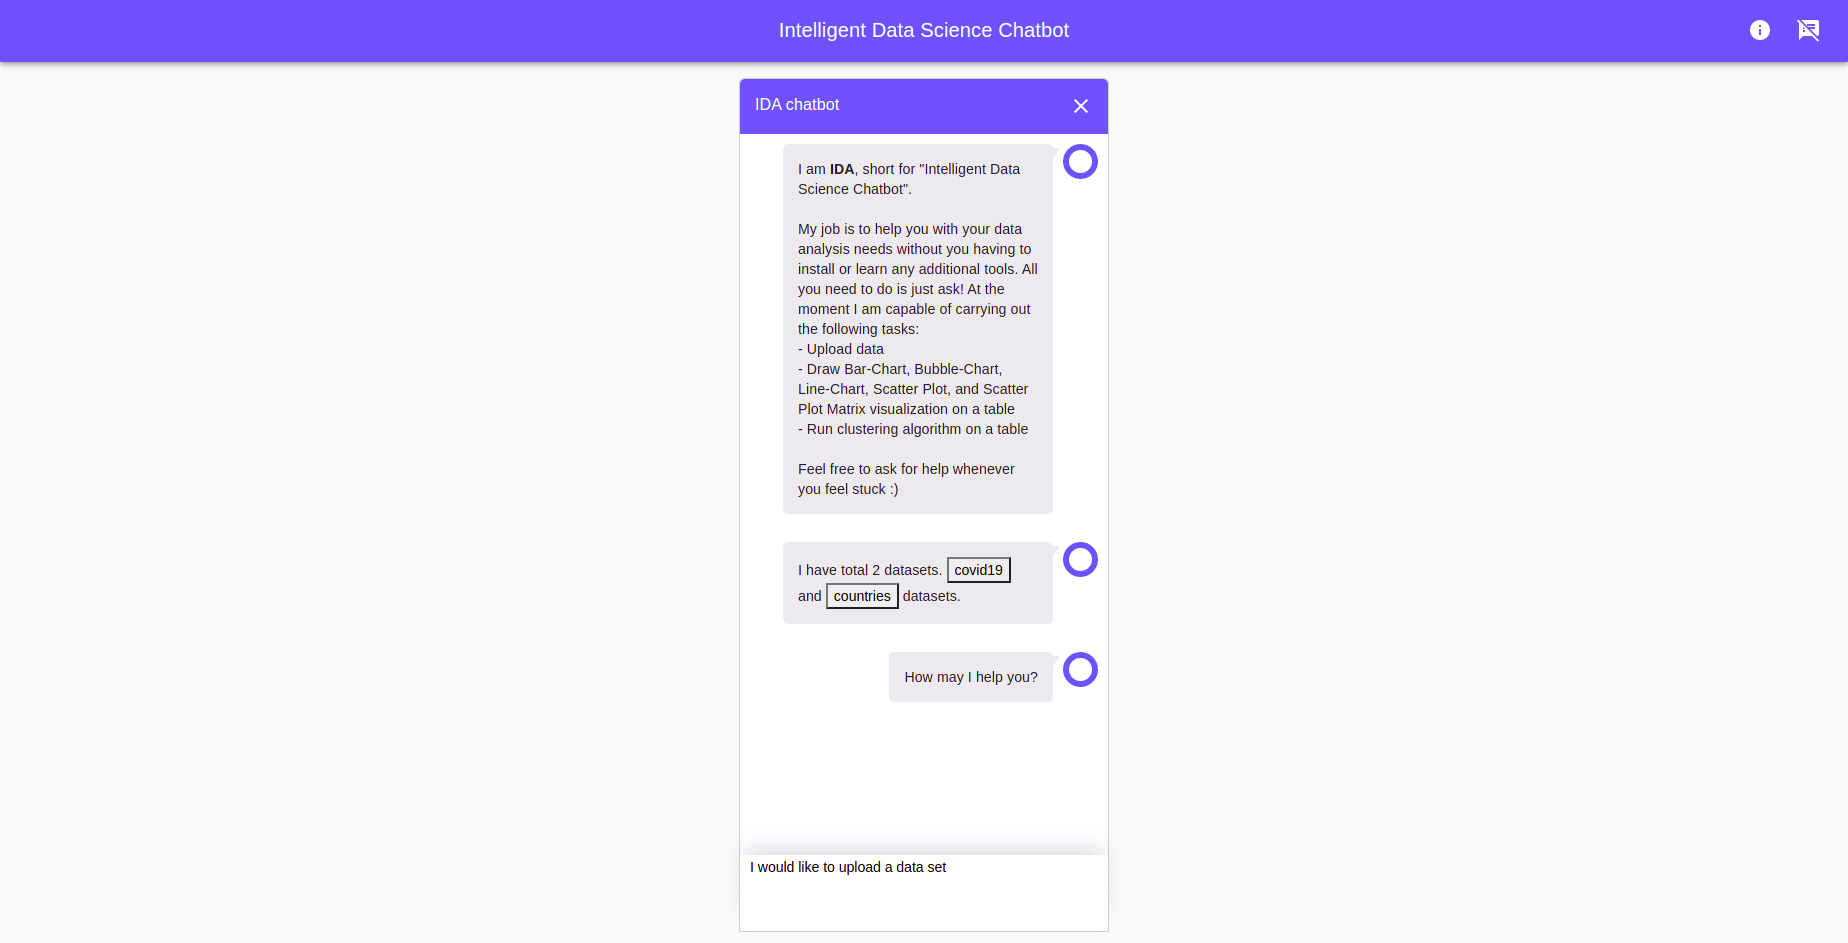 Intelligent Data Science Chatbot
IDA chatbot
I am IDA, short for "Intelligent Data
Science Chatbot".
My job is to help you with your data
analysis needs without you having to
install or learn any additional tools. All
you need to do is just ask! At the
moment I am capable of carrying out
the following tasks:
- Upload data
- Draw Bar-Chart, Bubble-Chart,
Line-Chart, Scatter Plot, and Scatter
Plot Matrix visualization on a table
- Run clustering algorithm on a table
Feel free to ask for help whenever
you feel stuck :)
I have total 2 datasets. covid19
and countries datasets.
How may I help you?
I would like to upload a data set